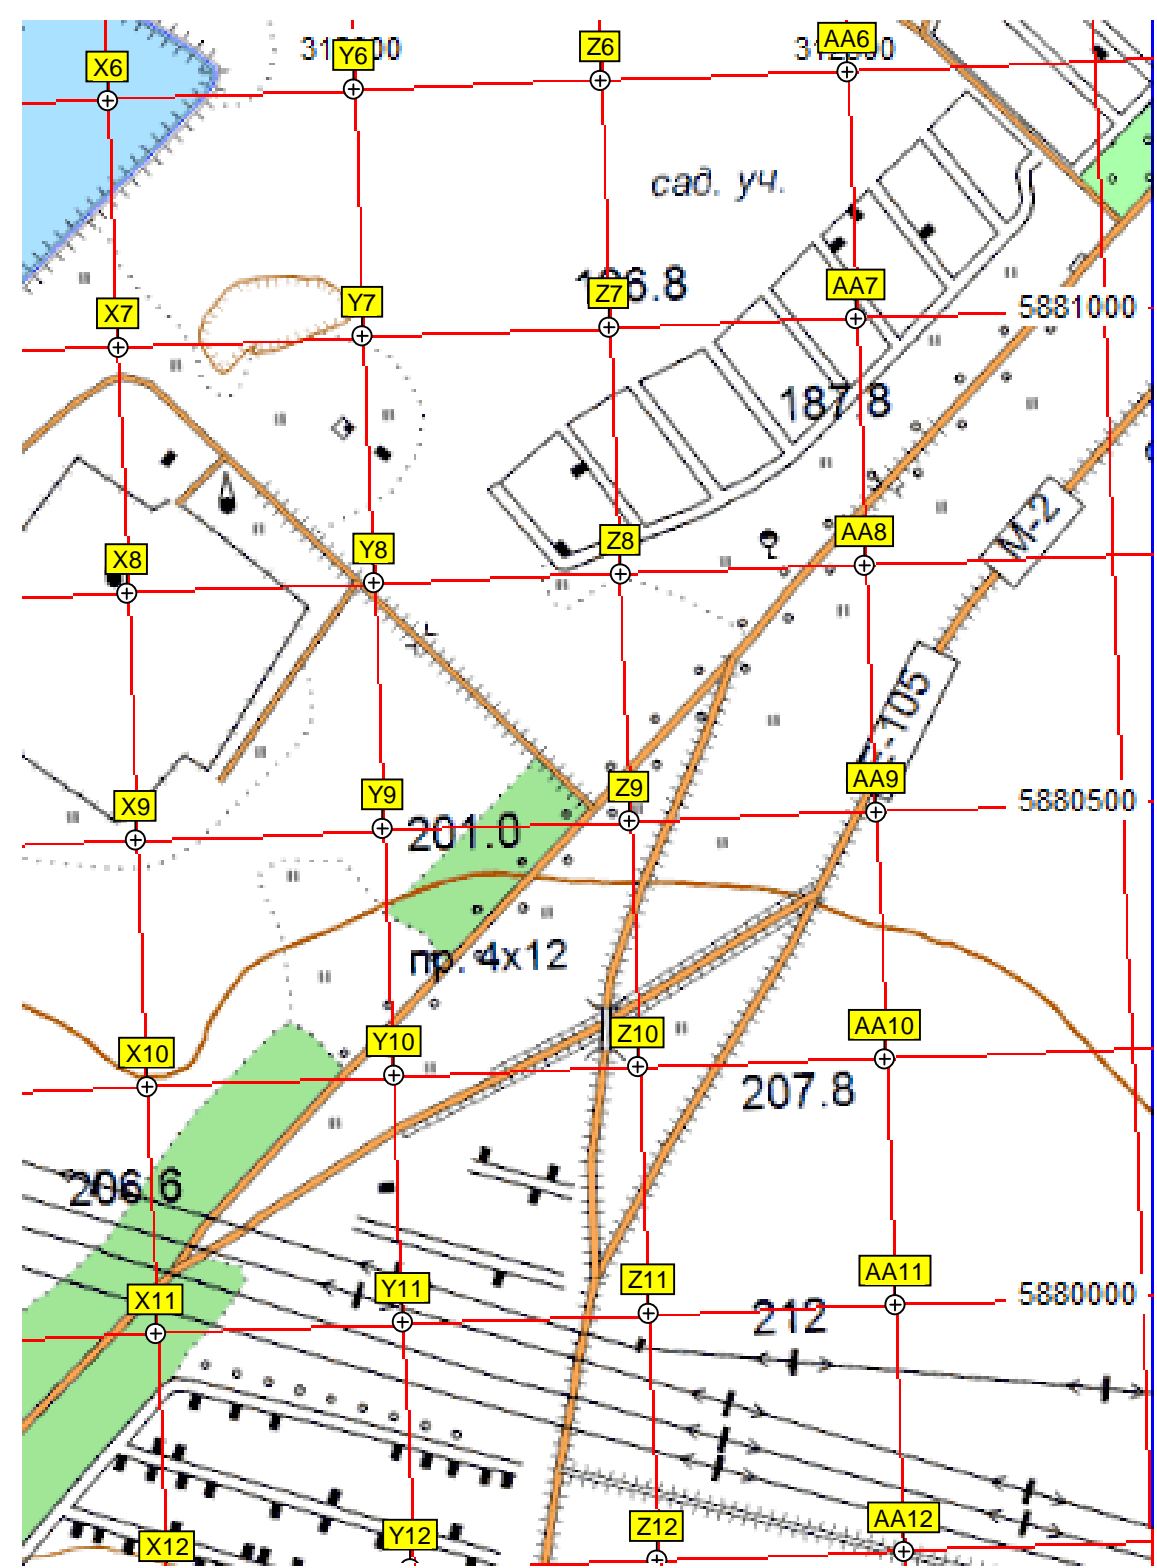 X6
Y6
Z6
AA6
сад. уч.
X7
Y7
Z7
AA7
5881000
187.8
M-2
X8
Y8
Z8
AA8
X9
Y9
Z9
AA9
5880500
201.0
пр. 4x12
X10
Y10
Z10
AA10
207.8
206.6
X11
Y11
Z11
AA11
5880000
212
X12
Y12
Z12
AA12